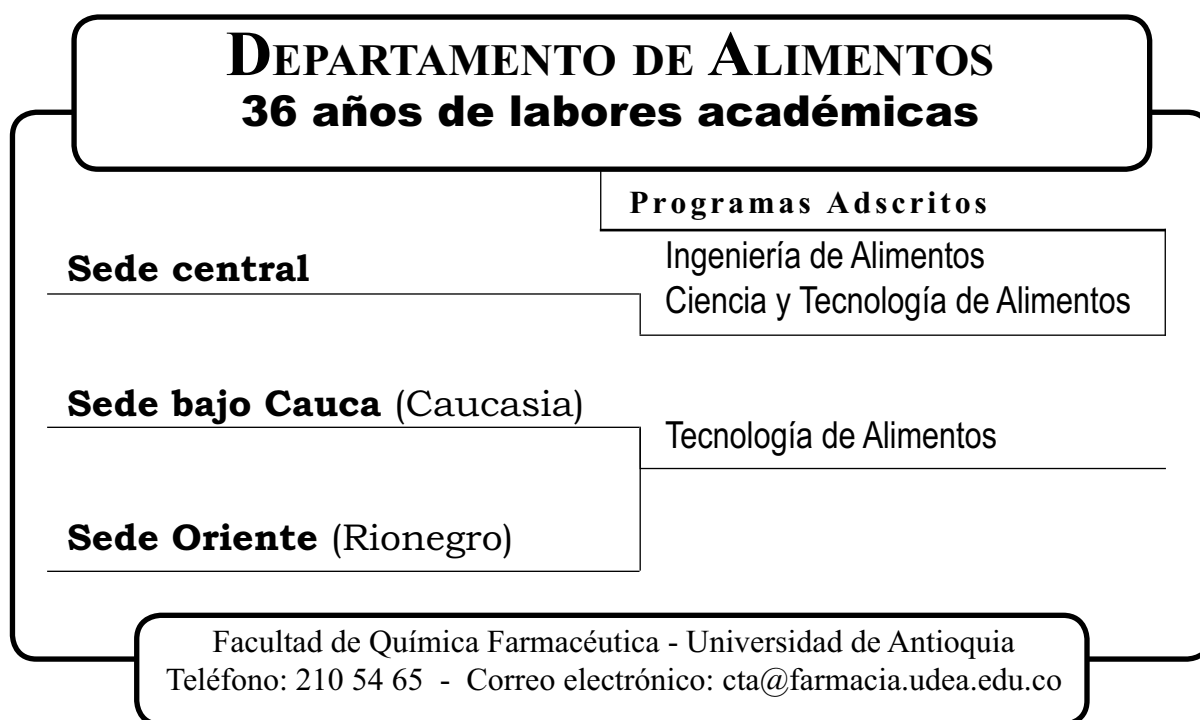 DEPARTAMENTO DE ALIMENTOS
36 años de labores académicas
Programas Adscritos
Sede central
Ingeniería de Alimentos
Ciencia y Tecnología de Alimentos
Sede bajo Cauca (Caucasia)
Tecnología de Alimentos
Sede Oriente (Rionegro)
Facultad de Química Farmacéutica - Universidad de Antioquia
Teléfono: 210 54 65 - Correo electrónico: cta@farmacia.udea.edu.co